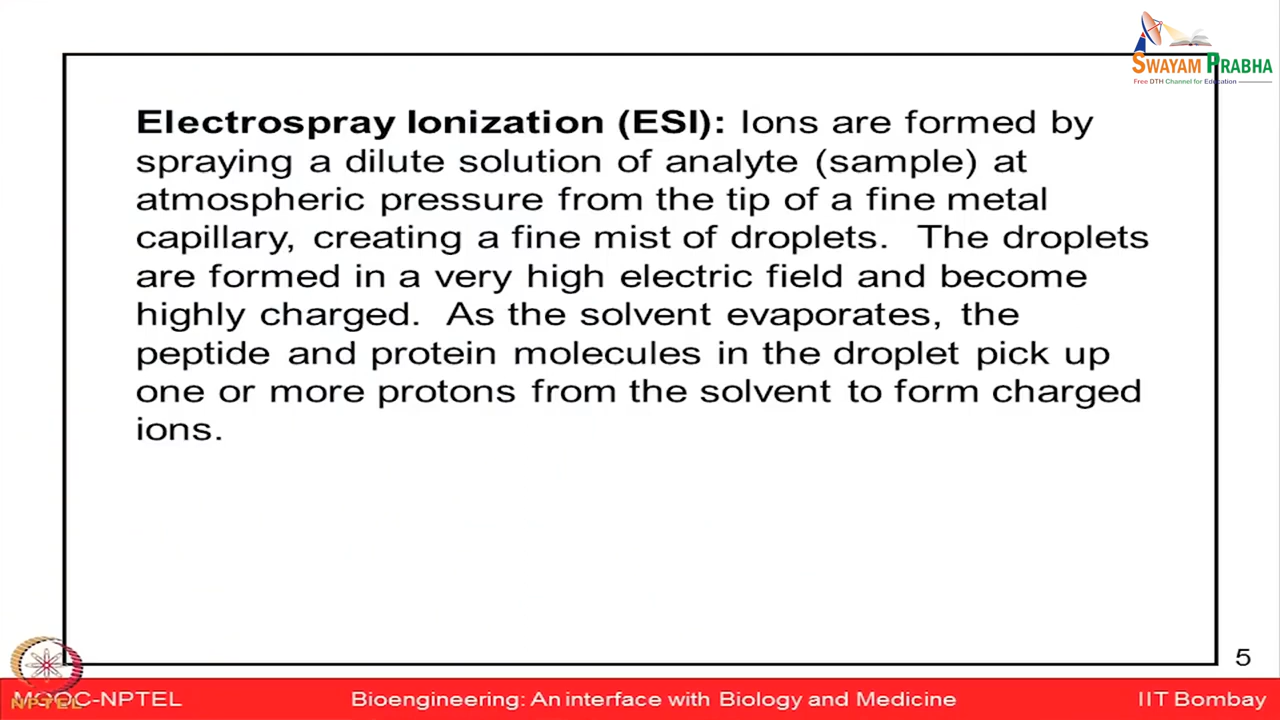 SWAYAM PRABHA
Free DTH Channel for Education
Electrospray Ionization (ESI): Ions are formed by
spraying a dilute solution of analyte (sample) at
atmospheric pressure from the tip of a fine metal
capillary, creating a fine mist of droplets. The droplets
are formed in a very high electric field and become
highly charged. As the solvent evaporates, the
peptide and protein molecules in the droplet pick up
one or more protons from the solvent to form charged
ions.
5
MOOC-NPTEL Bioengineering: An interface with Biology and Medicine IIT Bombay
NPTEL